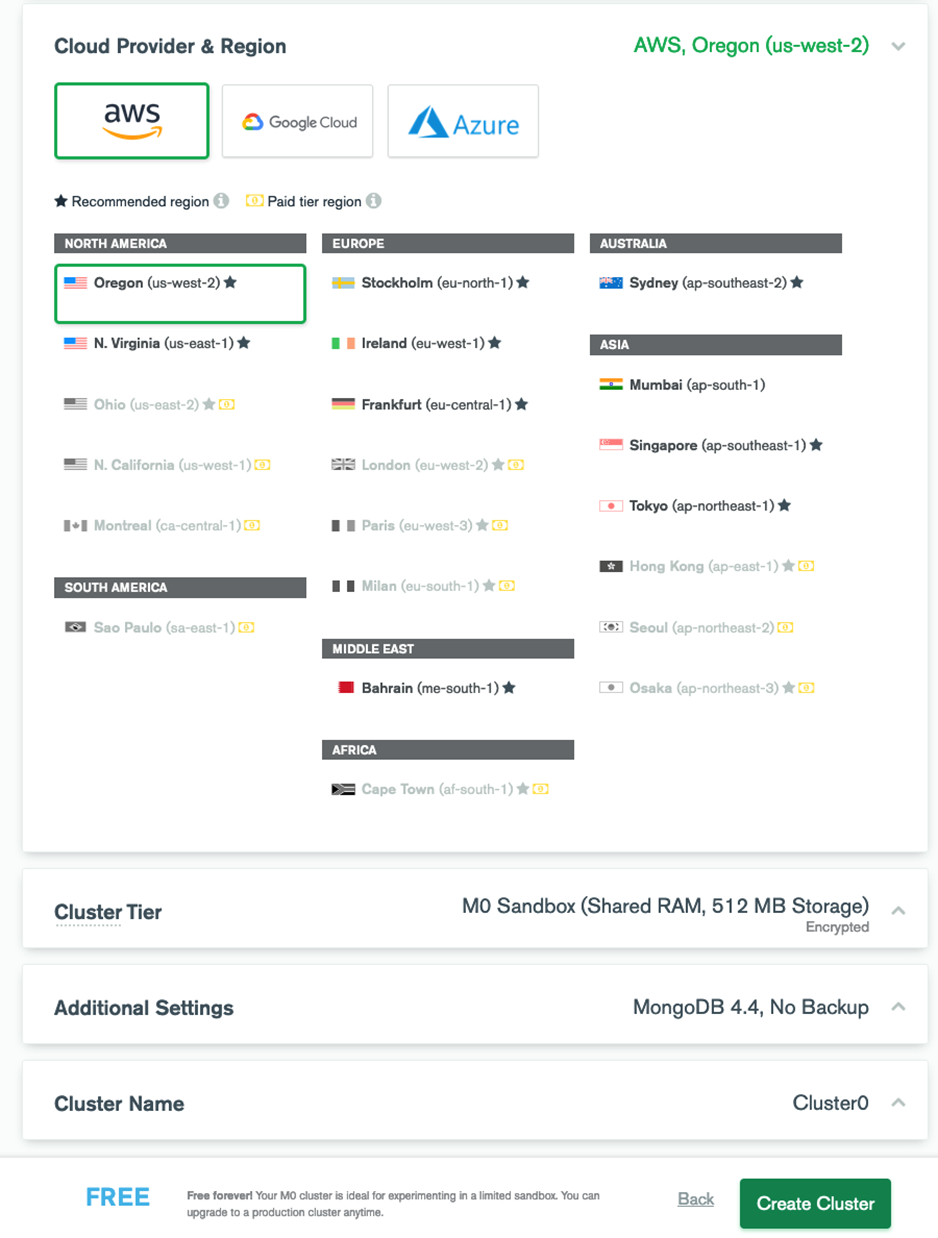 Cloud Provider & Region
AWS, Oregon (us-west-2)
aws
Google Cloud
Azure
Recommended region
Paid tier region
NORTH AMERICA
Oregon (us-west-2)
N. Virginia (us-east-1)
Ohio (us-east-2)
N. California (us-west-1)
Montreal (ca-central-1)
SOUTH AMERICA
Sao Paulo (sa-east-1)
EUROPE
Stockholm (eu-north-1)
Ireland (eu-west-1)
Frankfurt (eu-central-1)
London (eu-west-2)
Paris (eu-west-3)
Milan (eu-south-1)
MIDDLE EAST
Bahrain (me-south-1)
AFRICA
Cape Town (af-south-1)
AUSTRALIA
Sydney (ap-southeast-2)
ASIA
Mumbai (ap-south-1)
Singapore (ap-southeast-1)
Tokyo (ap-northeast-1)
Hong Kong (ap-east-1)
Seoul (ap-northeast-2)
Osaka (ap-northeast-3)
Cluster Tier
M0 Sandbox (Shared RAM, 512 MB Storage)
Encrypted
Additional Settings
MongoDB 4.4, No Backup
Cluster Name
Cluster0
FREE
Free forever! Your M0 cluster is ideal for experimenting in a limited sandbox. You can
upgrade to a production cluster anytime.
Back
Create Cluster